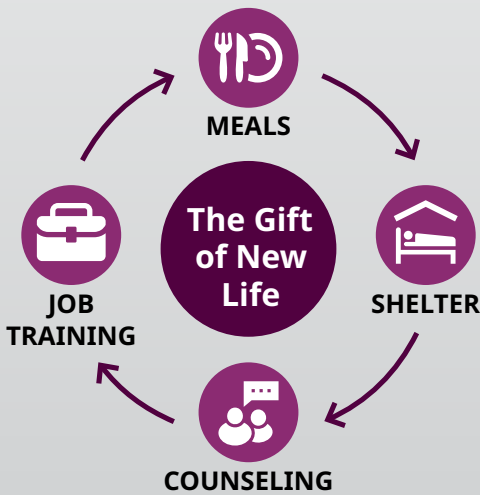 MEALS
The Gift
of New
Life
SHELTER
JOB
TRAINING
COUNSELING